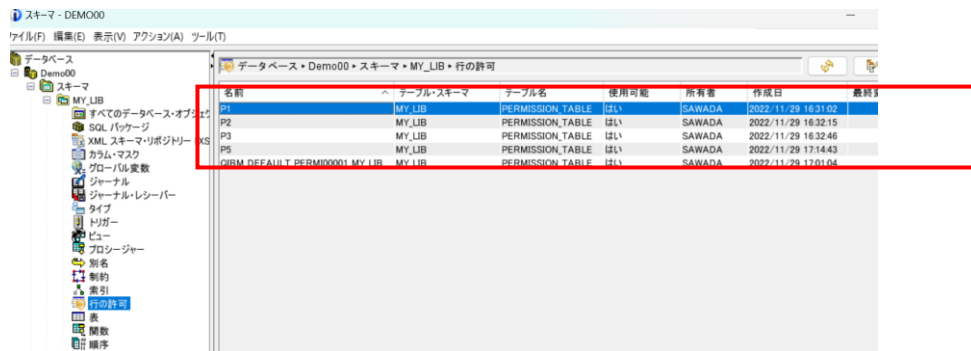 スキーマ - DEMO00
ァイル(F) 編集(E) 表示(V) アクション(A) ツール(T)
データベース
Demo00
スキーマ
MY_LIB
すべてのデータベース・オブジェク
SQL パッケージ
XML スキーマ・リポジトリー (XS
カラム・マスク
グローバル変数
ジャーナル
ジャーナル・レシーバー
タイプ
トリガー
ビュー
プロシージャー
別名
制約
索引
行の許可
表
関数
順序
データベース ▸ Demo00 ▸ スキーマ ▸ MY_LIB ▸ 行の許可
名前 テーブル・スキーマ テーブル名 使用可能 所有者 作成日 最終変
P1 MY_LIB PERMISSION_TABLE はい SAWADA 2022/11/29 16:31:02
P2 MY_LIB PERMISSION_TABLE はい SAWADA 2022/11/29 16:32:15
P3 MY_LIB PERMISSION_TABLE はい SAWADA 2022/11/29 16:32:46
P5 MY_LIB PERMISSION_TABLE はい SAWADA 2022/11/29 17:14:43
QIBM_DEFAULT_PERMI00001_MY_LIB MY_LIB PERMISSION_TABLE はい SAWADA 2022/11/29 17:01:04